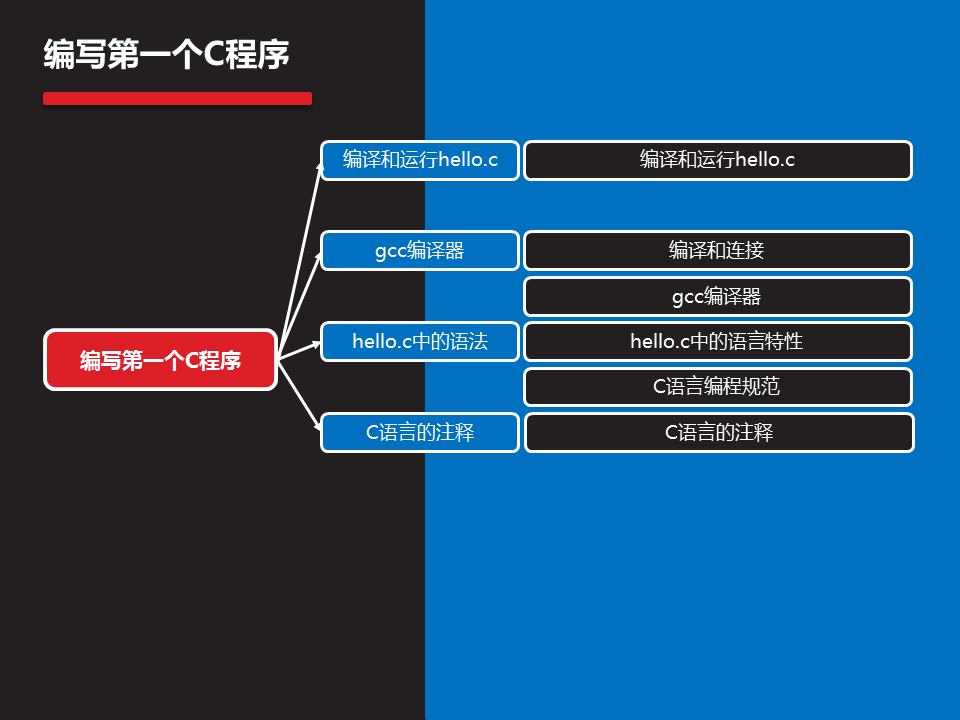 编写第一个C程序
编译和运行hello.c
编译和运行hello.c
gcc编译器
编译和连接
gcc编译器
hello.c中的语法
hello.c中的语言特性
编写第一个C程序
C语言编程规范
C语言的注释
C语言的注释